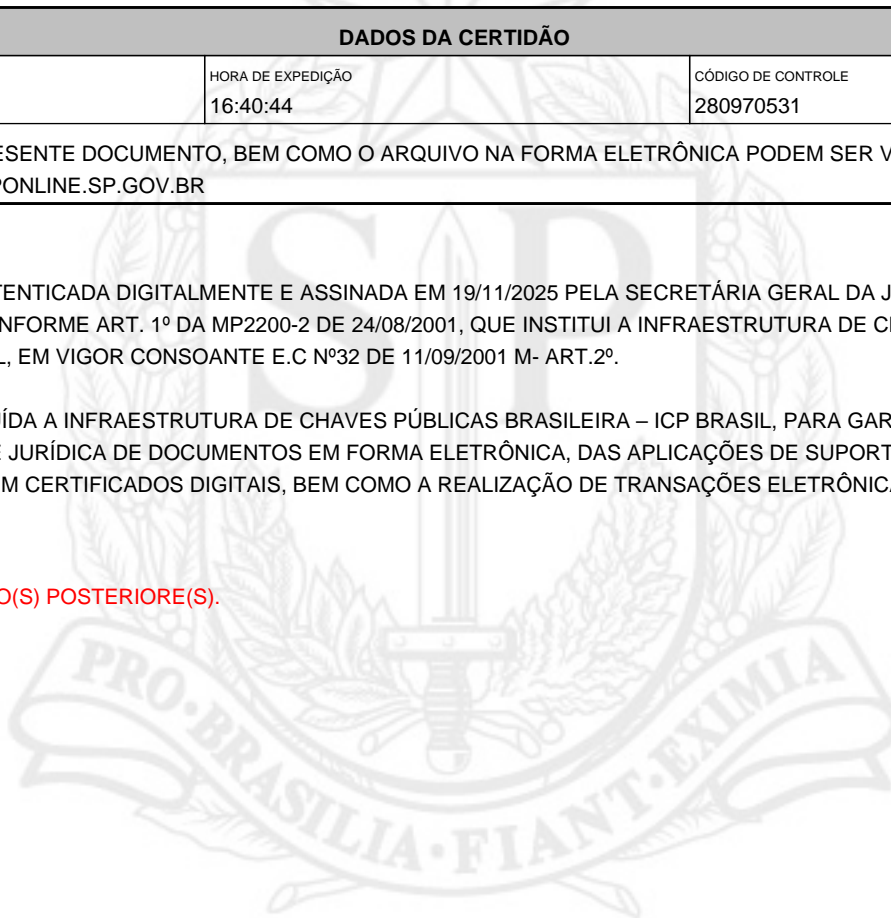 DADOS DA CERTIDÃO
HORA DE EXPEDIÇÃO CÓDIGO DE CONTROLE
16:40:44 280970531
ESENTE DOCUMENTO, BEM COMO O ARQUIVO NA FORMA ELETRÔNICA PODEM SER V
PONLINE.SP.GOV.BR
TENTICADA DIGITALMENTE E ASSINADA EM 19/11/2025 PELA SECRETÁRIA GERAL DA J
NFORME ART. 1º DA MP2200-2 DE 24/08/2001, QUE INSTITUI A INFRAESTRUTURA DE C
L, EM VIGOR CONSOANTE E.C Nº32 DE 11/09/2001 M- ART.2º.
UÍDA A INFRAESTRUTURA DE CHAVES PÚBLICAS BRASILEIRA – ICP BRASIL, PARA GAR
E JURÍDICA DE DOCUMENTOS EM FORMA ELETRÔNICA, DAS APLICAÇÕES DE SUPORT
M CERTIFICADOS DIGITAIS, BEM COMO A REALIZAÇÃO DE TRANSAÇÕES ELETRÔNICA
O(S) POSTERIORE(S).
SP
PRO·BRASILIA·FIANT·EXIMIA